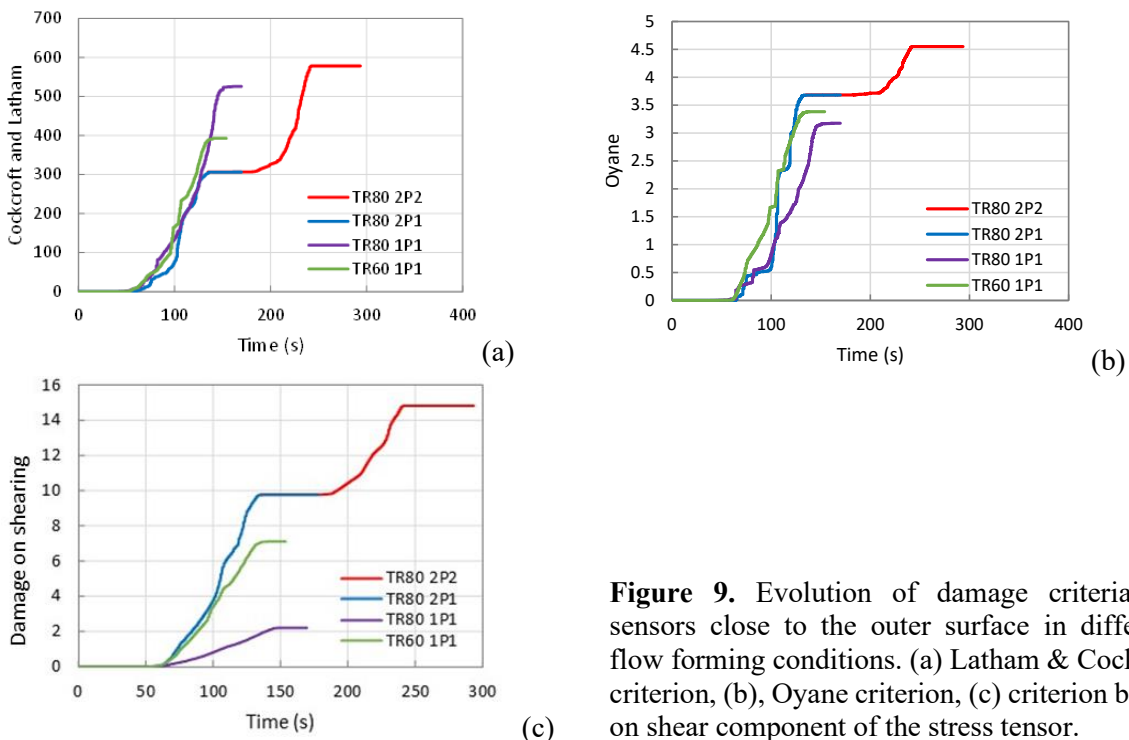 700
600
500
400
300
200
100
0
Cockcroft and Latham
TR80 2P2
TR80 2P1
TR80 1P1
TR60 1P1
0 100 200 300 400
Time (s)
(a)
5
4.5
4
3.5
3
2.5
2
1.5
1
0.5
0
Oyane
TR80 2P2
TR80 2P1
TR80 1P1
TR60 1P1
0 100 200 300 400
Time (s)
(b)
16
14
12
10
8
6
4
2
0
Damage on shearing
TR80 2P2
TR80 2P1
TR80 1P1
TR60 1P1
0 50 100 150 200 250 300
Time (s)
(c)
Figure 9. Evolution of damage criteria
sensors close to the outer surface in diffe
flow forming conditions. (a) Latham & Cocl
criterion, (b), Oyane criterion, (c) criterion b
on shear component of the stress tensor.